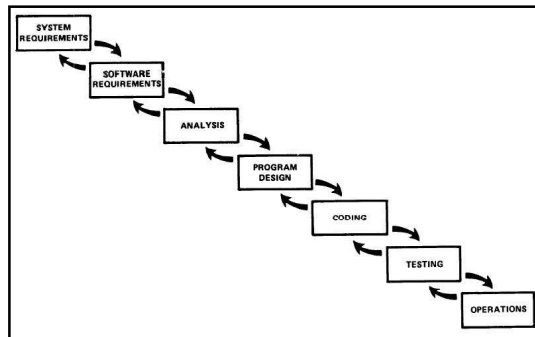 SYSTEM
REQUIREMENTS
SOFTWARE
REQUIREMENTS
ANALYSIS
PROGRAM
DESIGN
CODING
TESTING
OPERATIONS